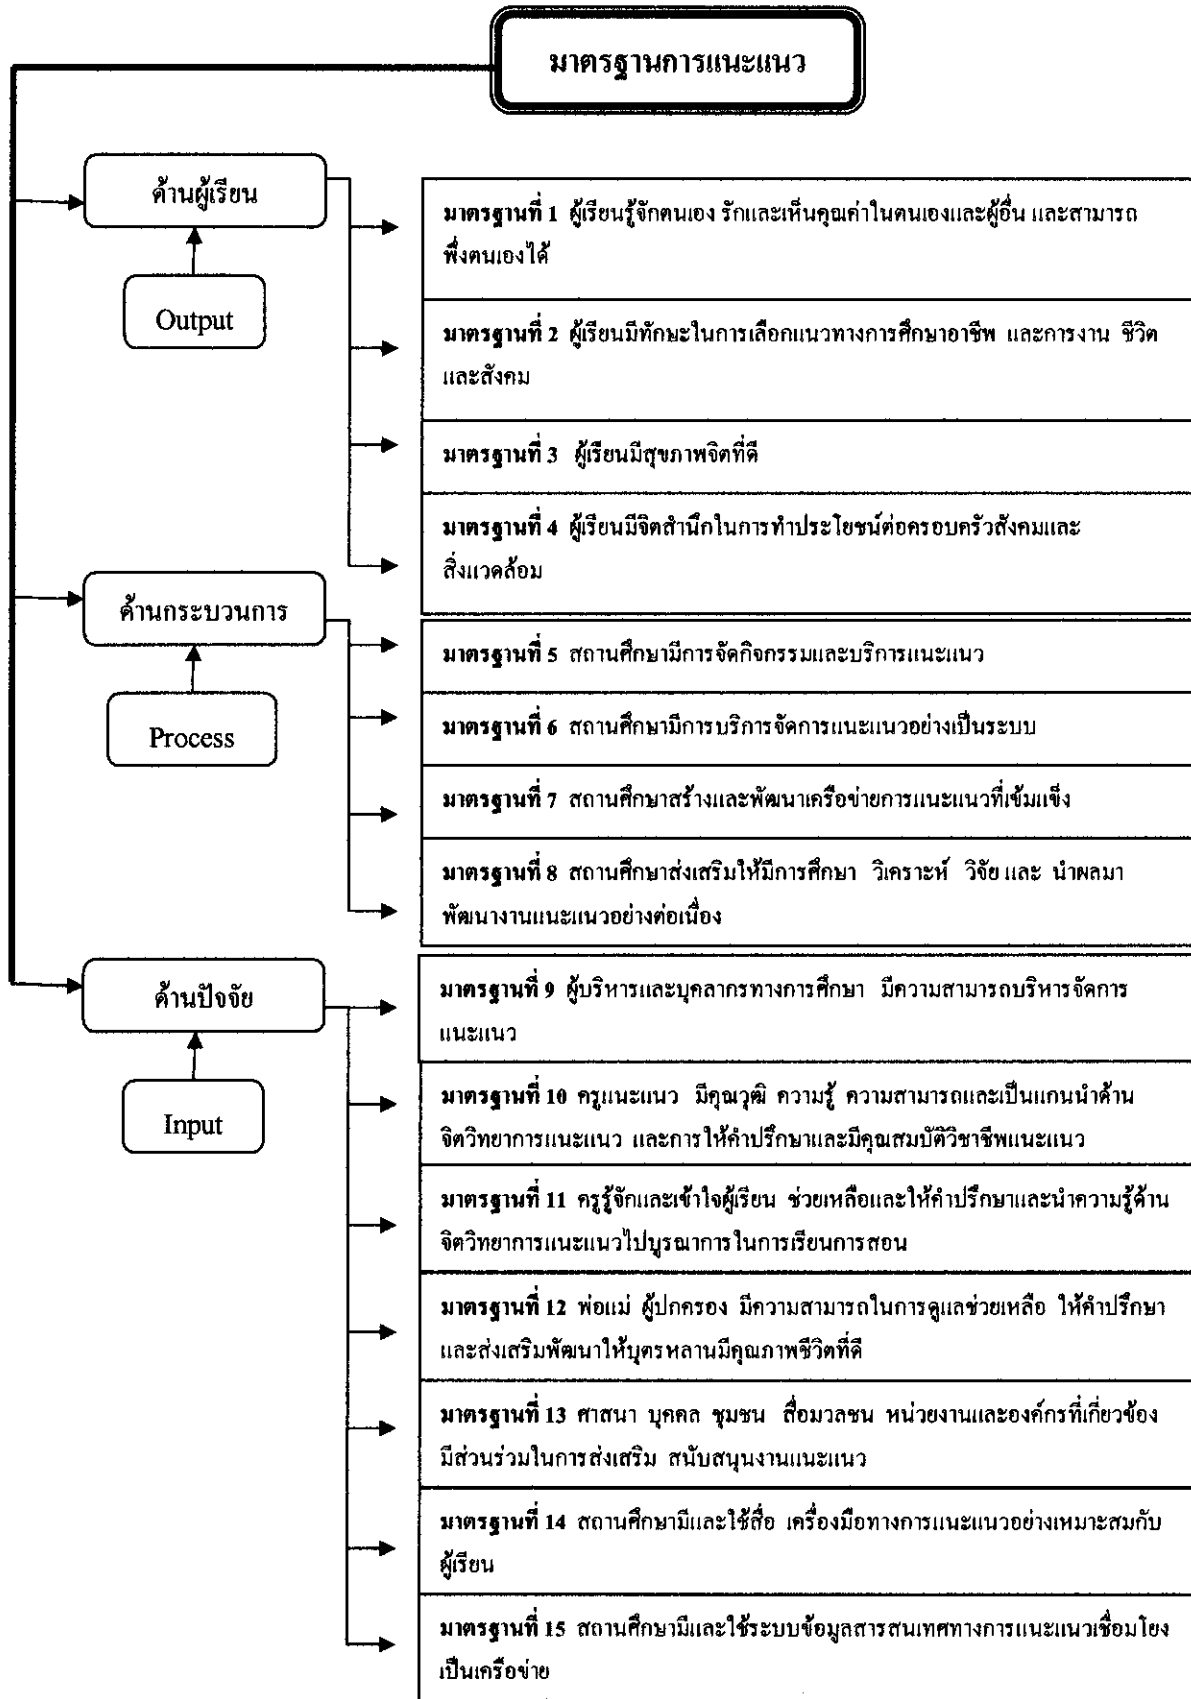 มาตรฐานการแนะแนว
ด้านผู้เรียน
Output
มาตรฐานที่ 1 ผู้เรียนรู้จักตนเอง รักและเห็นคุณค่าในตนเองและผู้อื่น และสามารถ
พึ่งตนเองได้
มาตรฐานที่ 2 ผู้เรียนมีทักษะในการเลือกแนวทางการศึกษาอาชีพ และการงาน ชีวิต
และสังคม
มาตรฐานที่ 3 ผู้เรียนมีสุขภาพจิตที่ดี
มาตรฐานที่ 4 ผู้เรียนมีจิตสำนึกในการทำประโยชน์ต่อครอบครัวสังคมและ
สิ่งแวดล้อม
ด้านกระบวนการ
Process
มาตรฐานที่ 5 สถานศึกษามีการจัดกิจกรรมและบริการแนะแนว
มาตรฐานที่ 6 สถานศึกษามีการบริการจัดการแนะแนวอย่างเป็นระบบ
มาตรฐานที่ 7 สถานศึกษาสร้างและพัฒนาเครือข่ายการแนะแนวที่เข้มแข็ง
มาตรฐานที่ 8 สถานศึกษาส่งเสริมให้มีการศึกษา วิเคราะห์ วิจัย และ นำผลมา
พัฒนางานแนะแนวอย่างต่อเนื่อง
ด้านปัจจัย
Input
มาตรฐานที่ 9 ผู้บริหารและบุคลากรทางการศึกษา มีความสามารถบริหารจัดการ
แนะแนว
มาตรฐานที่ 10 ครูแนะแนว มีคุณวุฒิ ความรู้ ความสามารถและเป็นแกนนำด้าน
จิตวิทยาการแนะแนว และการให้คำปรึกษาและมีคุณสมบัติวิชาชีพแนะแนว
มาตรฐานที่ 11 ครูรู้จักและเข้าใจผู้เรียน ช่วยเหลือและให้คำปรึกษาและนำความรู้ด้าน
จิตวิทยาการแนะแนวไปบูรณาการในการเรียนการสอน
มาตรฐานที่ 12 พ่อแม่ ผู้ปกครอง มีความสามารถในการดูแลช่วยเหลือ ให้คำปรึกษา
และส่งเสริมพัฒนาให้บุตรหลานมีคุณภาพชีวิตที่ดี
มาตรฐานที่ 13 ศาสนา บุคคล ชุมชน สื่อมวลชน หน่วยงานและองค์กรที่เกี่ยวข้อง
มีส่วนร่วมในการส่งเสริม สนับสนุนงานแนะแนว
มาตรฐานที่ 14 สถานศึกษามีและใช้สื่อ เครื่องมือทางการแนะแนวอย่างเหมาะสมกับ
ผู้เรียน
มาตรฐานที่ 15 สถานศึกษามีและใช้ระบบข้อมูลสารสนเทศทางการแนะแนวเชื่อมโยง
เป็นเครือข่าย